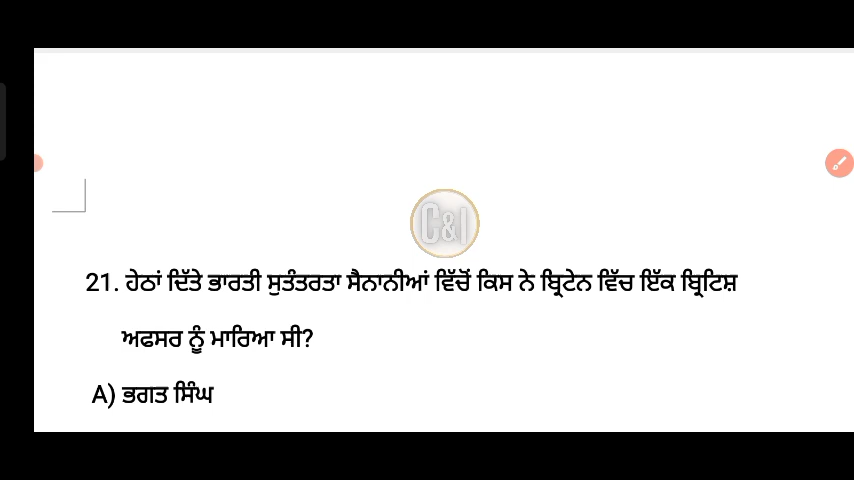 C&I
21. ਹੇਠਾਂ ਦਿੱਤੇ ਭਾਰਤੀ ਸੁਤੰਤਰਤਾ ਸੈਨਾਨੀਆਂ ਵਿੱਚੋਂ ਕਿਸ ਨੇ ਬ੍ਰਿਟੇਨ ਵਿੱਚ ਇੱਕ ਬ੍ਰਿਟਿਸ਼
ਅਫਸਰ ਨੂੰ ਮਾਰਿਆ ਸੀ?
A) ਭਗਤ ਸਿੰਘ